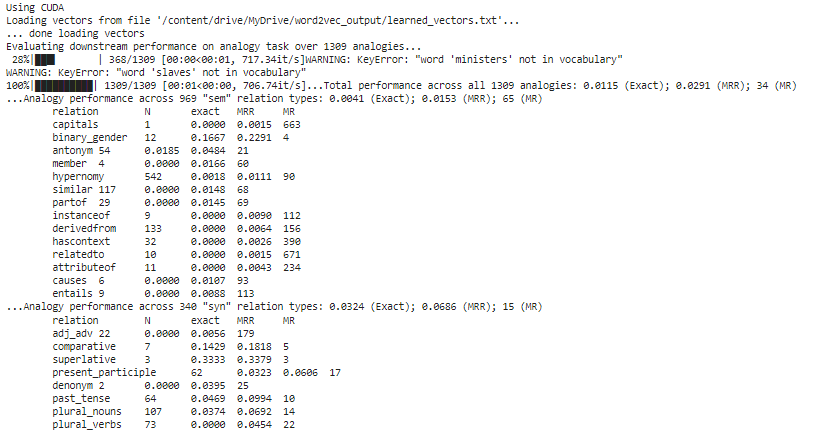 Using CUDA
Loading vectors from file '/content/drive/MyDrive/word2vec_output/learned_vectors.txt'...
... done loading vectors
Evaluating downstream performance on analogy task over 1309 analogies...
 28%|███       | 368/1309 [00:00<00:01, 717.34it/s]WARNING: KeyError: "word 'ministers' not in vocabulary"
WARNING: KeyError: "word 'slaves' not in vocabulary"
100%|██████████| 1309/1309 [00:01<00:00, 706.74it/s]...Total performance across all 1309 analogies: 0.0115 (Exact); 0.0291 (MRR); 34 (MR)
...Analogy performance across 969 "sem" relation types: 0.0041 (Exact); 0.0153 (MRR); 65 (MR)
relation N exact MRR MR
capitals 1 0.0000 0.0015 663
binary_gender 12 0.1667 0.2291 4
antonym 54 0.0185 0.0484 21
member 4 0.0000 0.0166 60
hypernomy 542 0.0018 0.0111 90
similar 117 0.0000 0.0148 68
partof 29 0.0000 0.0145 69
instanceof 9 0.0000 0.0090 112
derivedfrom 133 0.0000 0.0064 156
hascontext 32 0.0000 0.0026 390
relatedto 10 0.0000 0.0015 671
attributeof 11 0.0000 0.0043 234
causes 6 0.0000 0.0107 93
entails 9 0.0000 0.0088 113
...Analogy performance across 340 "syn" relation types: 0.0324 (Exact); 0.0686 (MRR); 15 (MR)
relation N exact MRR MR
adj_adv 22 0.0000 0.0056 179
comparative 7 0.1429 0.1818 5
superlative 3 0.3333 0.3379 3
present_participle 62 0.0323 0.0606 17
denonym 2 0.0000 0.0395 25
past_tense 64 0.0469 0.0994 10
plural_nouns 107 0.0374 0.0692 14
plural_verbs 73 0.0000 0.0454 22